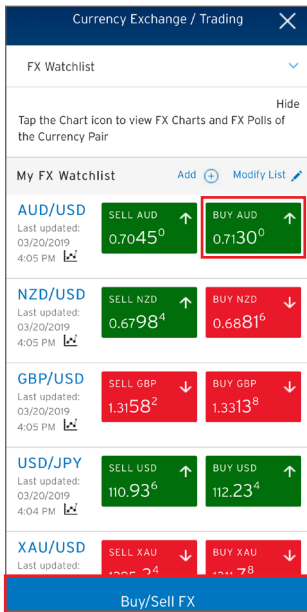 Currency Exchange / Trading
FX Watchlist
Hide
Tap the Chart icon to view FX Charts and FX Polls of
the Currency Pair
My FX Watchlist Add Modify List
AUD/USD
Last updated:
03/20/2019
4:05 PM
SELL AUD
0.7045⁰
BUY AUD
0.7130⁰
NZD/USD
Last updated:
03/20/2019
4:05 PM
SELL NZD
0.6798⁴
BUY NZD
0.6881⁶
GBP/USD
Last updated:
03/20/2019
4:05 PM
SELL GBP
1.3158²
BUY GBP
1.3313⁸
USD/JPY
Last updated:
03/20/2019
4:04 PM
SELL USD
110.93⁶
BUY USD
112.23⁴
XAU/USD
Last updated:
SELL XAU
BUY XAU
Buy/Sell FX